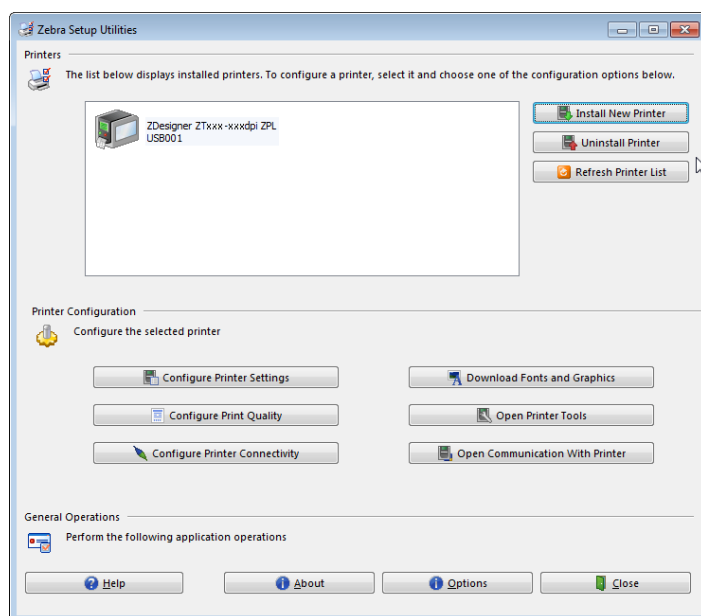 Zebra Setup Utilities
Printers
The list below displays installed printers. To configure a printer, select it and choose one of the configuration options below.
ZDesigner ZTxxx-xxxdpi ZPL
USB001
Install New Printer
Uninstall Printer
Refresh Printer List
Printer Configuration
Configure the selected printer
Configure Printer Settings
Download Fonts and Graphics
Configure Print Quality
Open Printer Tools
Configure Printer Connectivity
Open Communication With Printer
General Operations
Perform the following application operations
Help
About
Options
Close